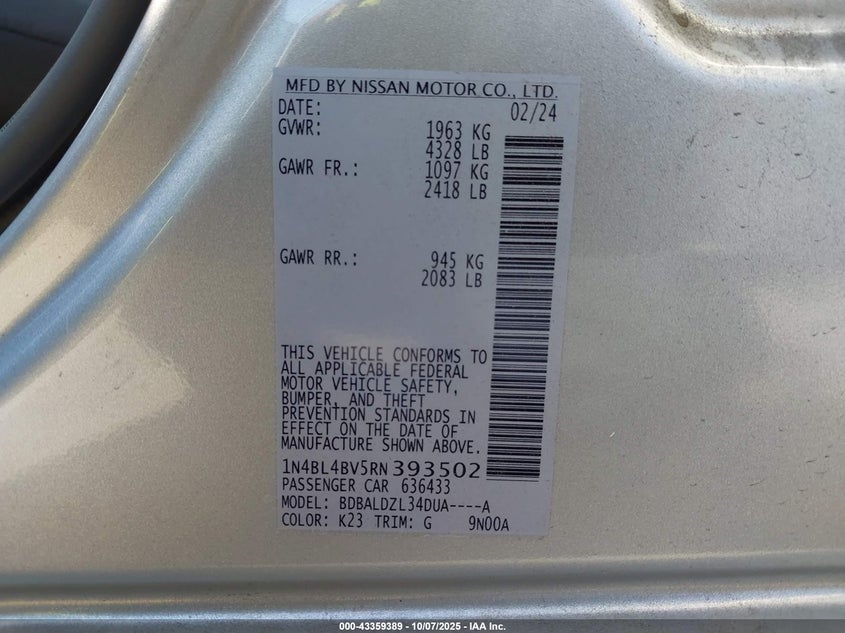 MFD BY NISSAN MOTOR CO., LTD.
DATE: 02/24
GVWR: 1963 KG
4328 LB
GAWR FR.: 1097 KG
2418 LB
GAWR RR.: 945 KG
2083 LB
THIS VEHICLE CONFORMS TO
ALL APPLICABLE FEDERAL
MOTOR VEHICLE SAFETY,
BUMPER, AND THEFT
PREVENTION STANDARDS IN
EFFECT ON THE DATE OF
MANUFACTURE SHOWN ABOVE.
1N4BL4BV5RN393502
PASSENGER CAR 636433
MODEL: BDBALDZL34DUA----A
COLOR: K23 TRIM: G 9N00A
000-43359389 - 10/07/2025 - IAA Inc.